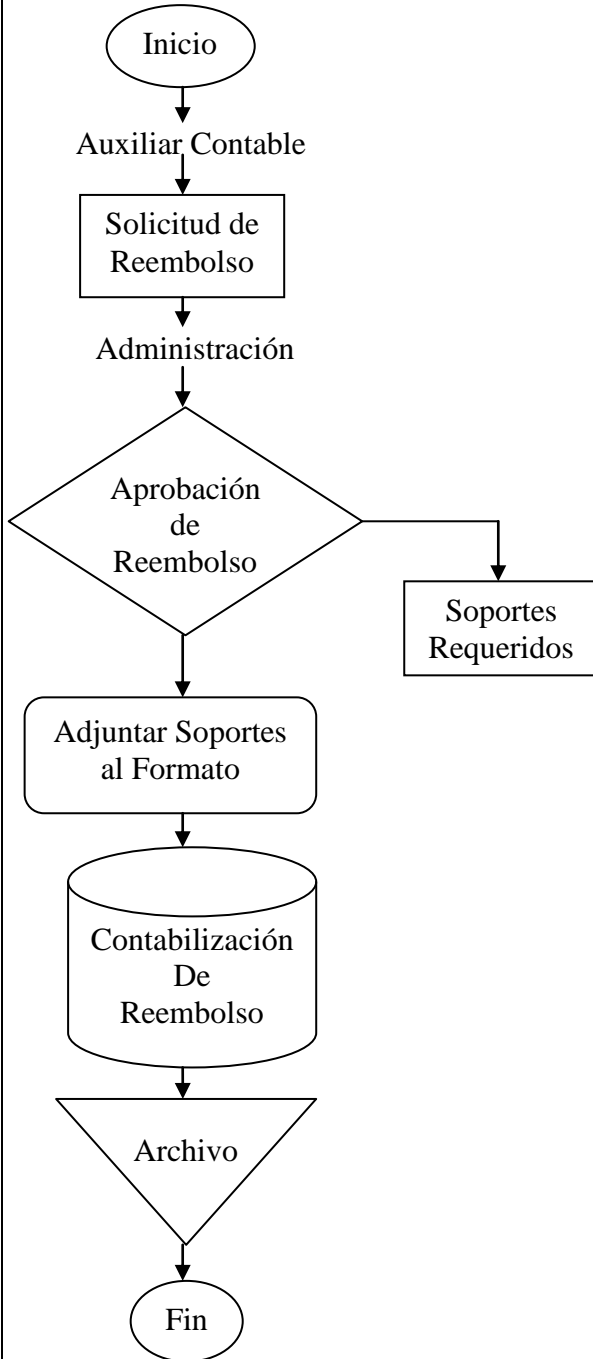 Inicio
Auxiliar Contable
Solicitud de
Reembolso
Administración
Aprobación
de
Reembolso
Soportes
Requeridos
Adjuntar Soportes
al Formato
Contabilización
De
Reembolso
Archivo
Fin